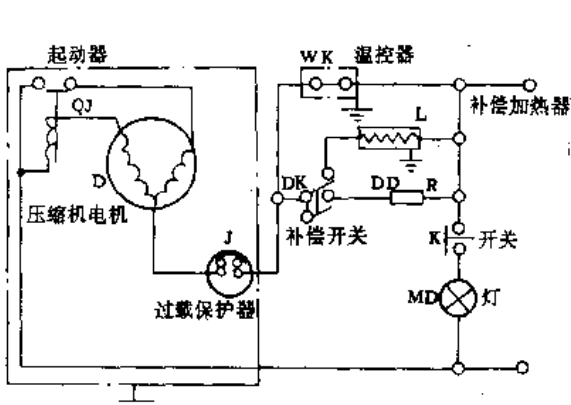 起动器
WK 温控器
QJ
补偿加热器
L
D
DK
DD R
压缩机电机
补偿开关
J
K 开关
过载保护器
MD 灯